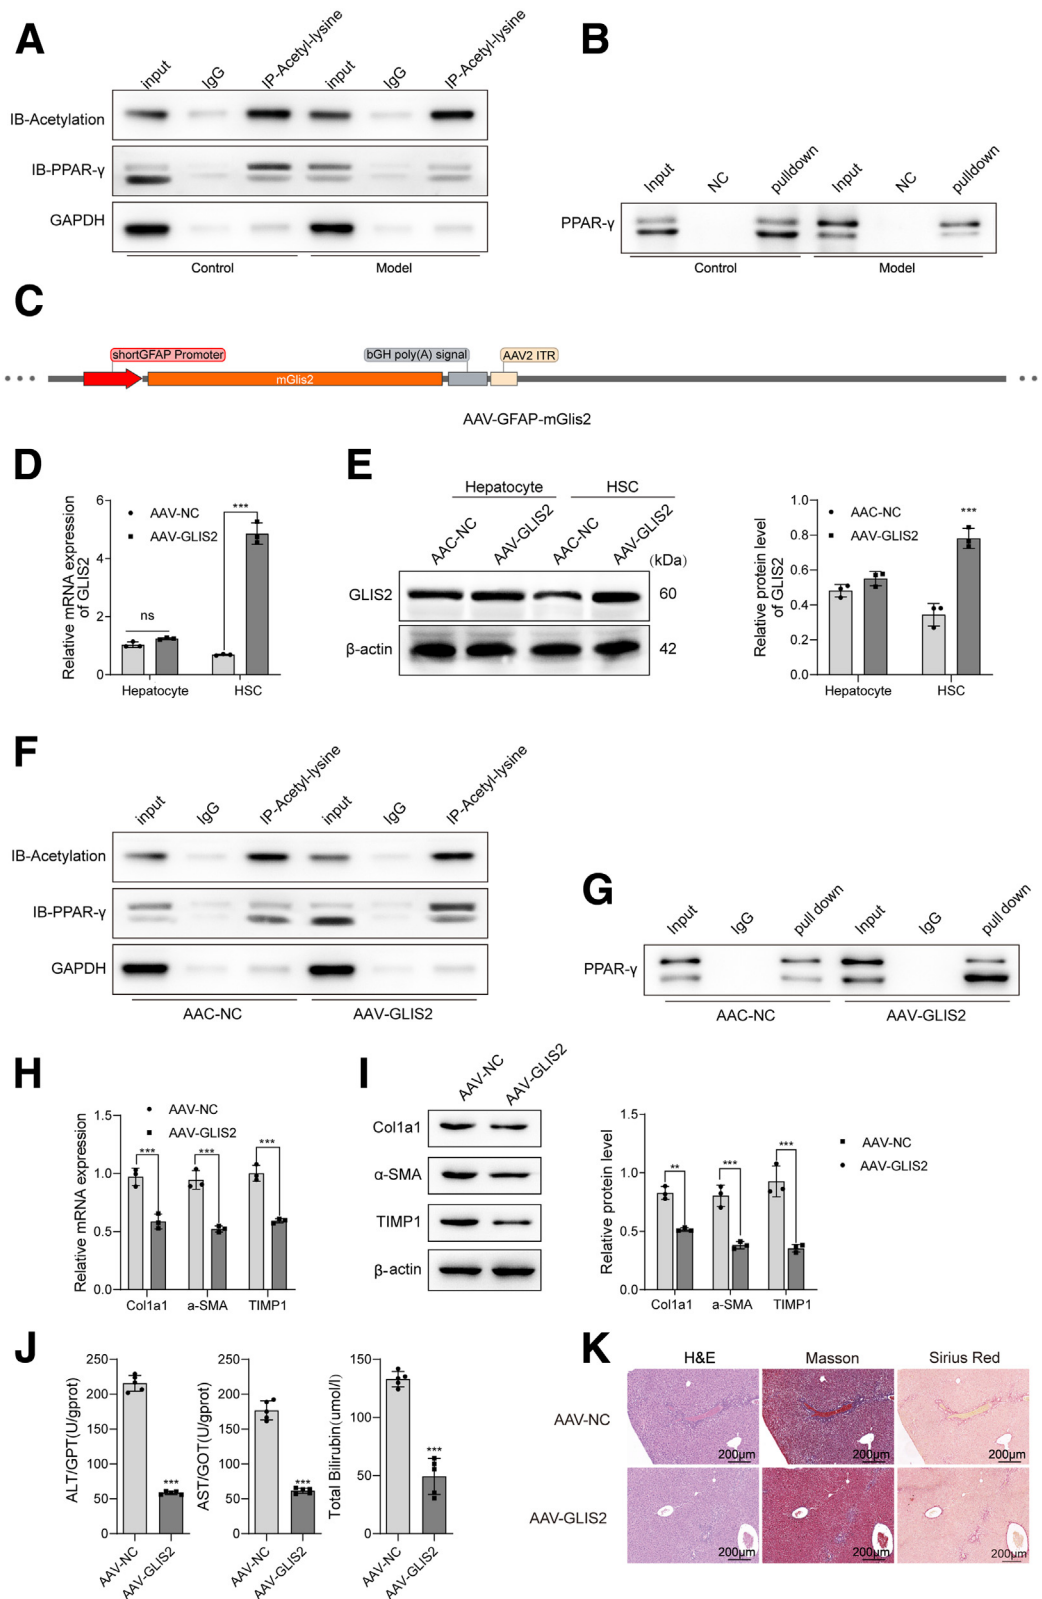 A
input IgG IP-Acetyl-lysine input IgG IP-Acetyl-lysine
IB-Acetylation
IB-PPAR-γ
GAPDH
Control Model
B
Input NC pulldown Input NC pulldown
PPAR-γ
Control Model
C
shortGFAP Promoter bGH poly(A) signal AAV2 ITR
mGlis2
AAV-GFAP-mGlis2
D
Relative mRNA expression
of GLIS2
6
4
2
0
AAV-NC
AAV-GLIS2
ns
***
Hepatocyte HSC
E
Hepatocyte HSC
AAC-NC AAV-GLIS2 AAC-NC AAV-GLIS2
(kDa)
GLIS2 60
β-actin 42
Relative protein level
of GLIS2
1.0
0.8
0.6
0.4
0.2
0.0
AAC-NC
AAV-GLIS2
***
Hepatocyte HSC
F
input IgG IP-Acetyl-lysine input IgG IP-Acetyl-lysine
IB-Acetylation
IB-PPAR-γ
GAPDH
AAC-NC AAV-GLIS2
G
Input IgG pull down Input IgG pull down
PPAR-γ
AAC-NC AAV-GLIS2
H
Relative mRNA expression
1.5
1.0
0.5
0.0
AAV-NC
AAV-GLIS2
*** *** ***
Col1a1 a-SMA TIMP1
I
AAV-NC AAV-GLIS2
Col1a1
α-SMA
TIMP1
β-actin
Relative protein level
1.5
1.0
0.5
0.0
AAV-NC
AAV-GLIS2
** *** ***
Col1a1 a-SMA TIMP1
J
ALT/GPT(U/gprot)
250
200
150
100
50
0
***
AAV-NC AAV-GLIS2
AST/GOT(U/gprot)
250
200
150
100
50
0
***
AAV-NC AAV-GLIS2
Total Bilirubin(umol/l)
150
100
50
0
***
AAV-NC AAV-GLIS2
K
H&E Masson Sirius Red
AAV-NC
200μm 200μm 200μm
AAV-GLIS2
200μm 200μm 200μm